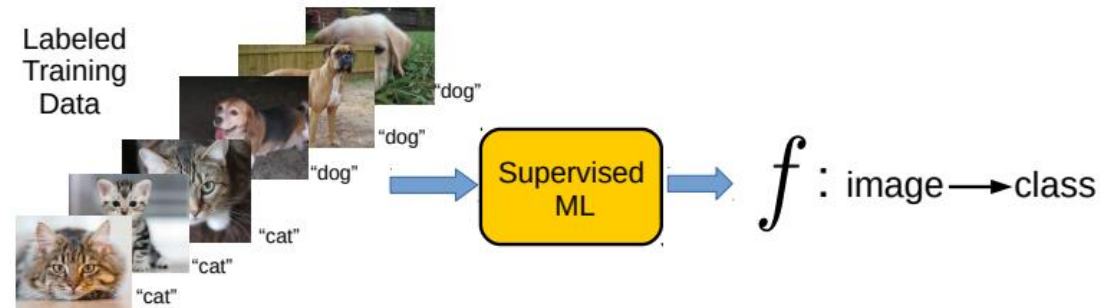 Labeled
Training
Data
“dog”
“dog”
“dog”
“cat”
“cat”
“cat”
Supervised
ML
f : image → class